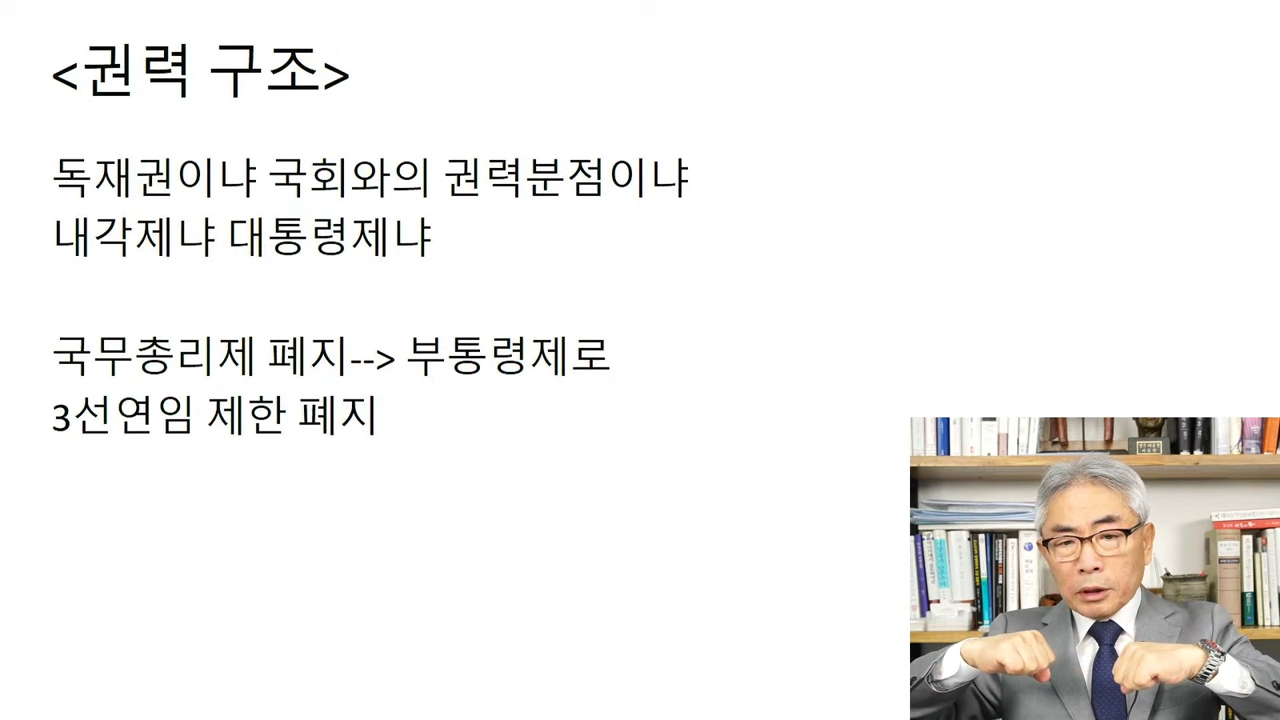 <권력 구조>
독재권이냐 국회와의 권력분점이냐
내각제냐 대통령제냐
국무총리제 폐지--> 부통령제로
3선연임 제한 폐지